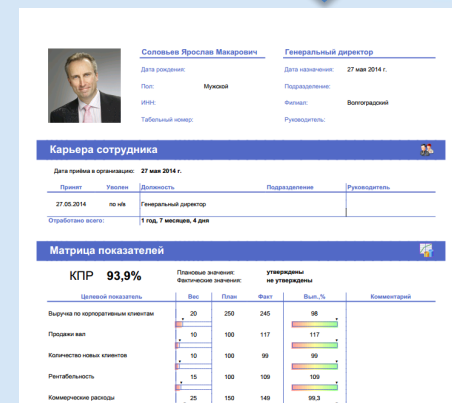 Соловьев Ярослав Макарович Генеральный директор
Дата рождения: Дата назначения: 27 мая 2014 г.
Пол: Мужской Подразделение:
ИНН: Филиал: Волгоградский
Табельный номер: Руководитель:
Карьера сотрудника
Дата приёма в организацию: 27 мая 2014 г.
Принят Уволен Должность Подразделение Руководитель
27.05.2014 по н/в Генеральный директор
Отработано всего: 1 год, 7 месяцев, 4 дня
Матрица показателей
КПР 93,9% Плановые значения: утверждены
Фактические значения: не утверждены
Целевой показатель Вес План Факт Вып.,% Комментарий
Выручка по корпоративным клиентам 20 250 245 98
Продажи вал 10 100 117 117
Количество новых клиентов 10 100 99 99
Рентабельность 15 100 109 109
Коммерческие расходы 25 150 149 99,3